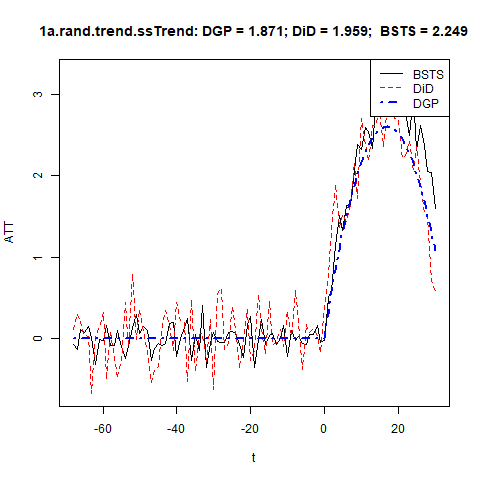 1a.rand.trend.ssTrend: DGP = 1.871; DiD = 1.959;  BSTS = 2.249
BSTS
DiD
DGP
ATT
3
2
1
0
-60 -40 -20 0 20
t